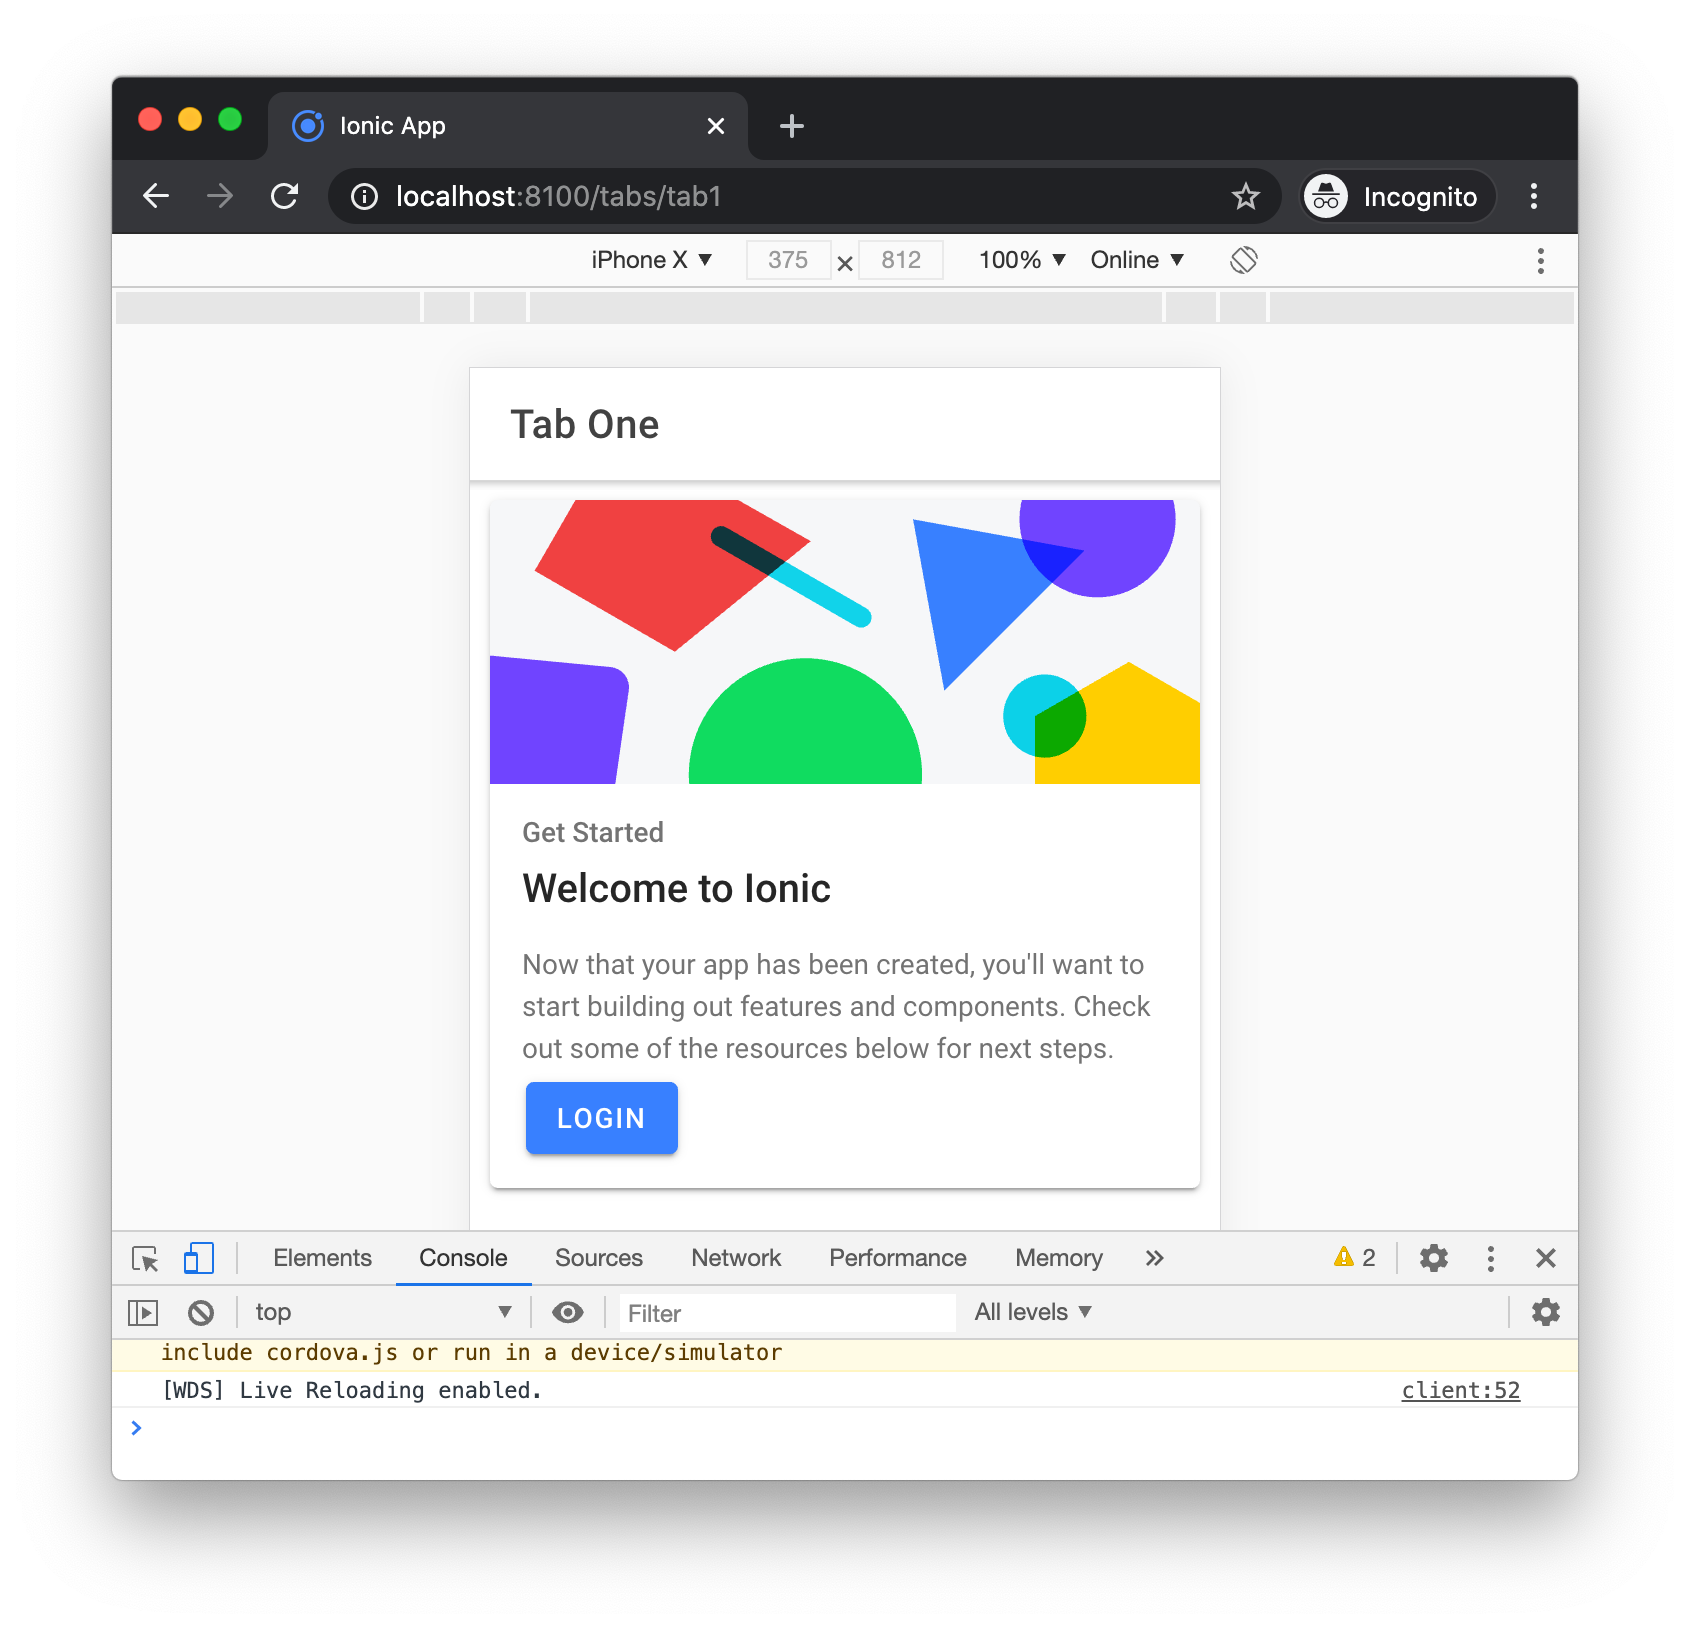 Ionic App
localhost:8100/tabs/tab1
Incognito
iPhone X 375 × 812 100% Online
Tab One
Get Started
Welcome to Ionic
Now that your app has been created, you'll want to
start building out features and components. Check
out some of the resources below for next steps.
LOGIN
Elements Console Sources Network Performance Memory » 2
top Filter All levels
include cordova.js or run in a device/simulator
[WDS] Live Reloading enabled. client:52